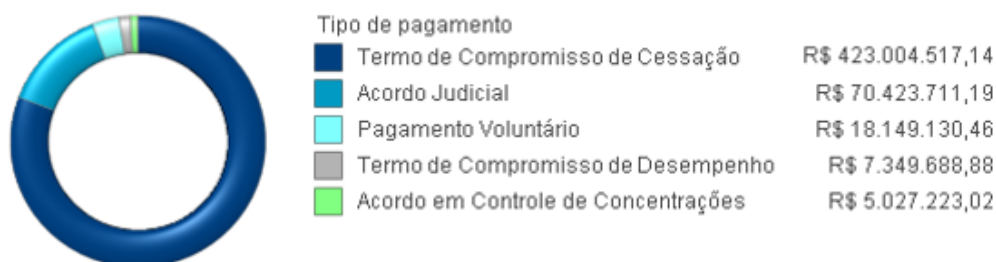 Tipo de pagamento
Termo de Compromisso de Cessação R$ 423.004.517,14
Acordo Judicial R$ 70.423.711,19
Pagamento Voluntário R$ 18.149.130,46
Termo de Compromisso de Desempenho R$ 7.349.688,88
Acordo em Controle de Concentrações R$ 5.027.223,02